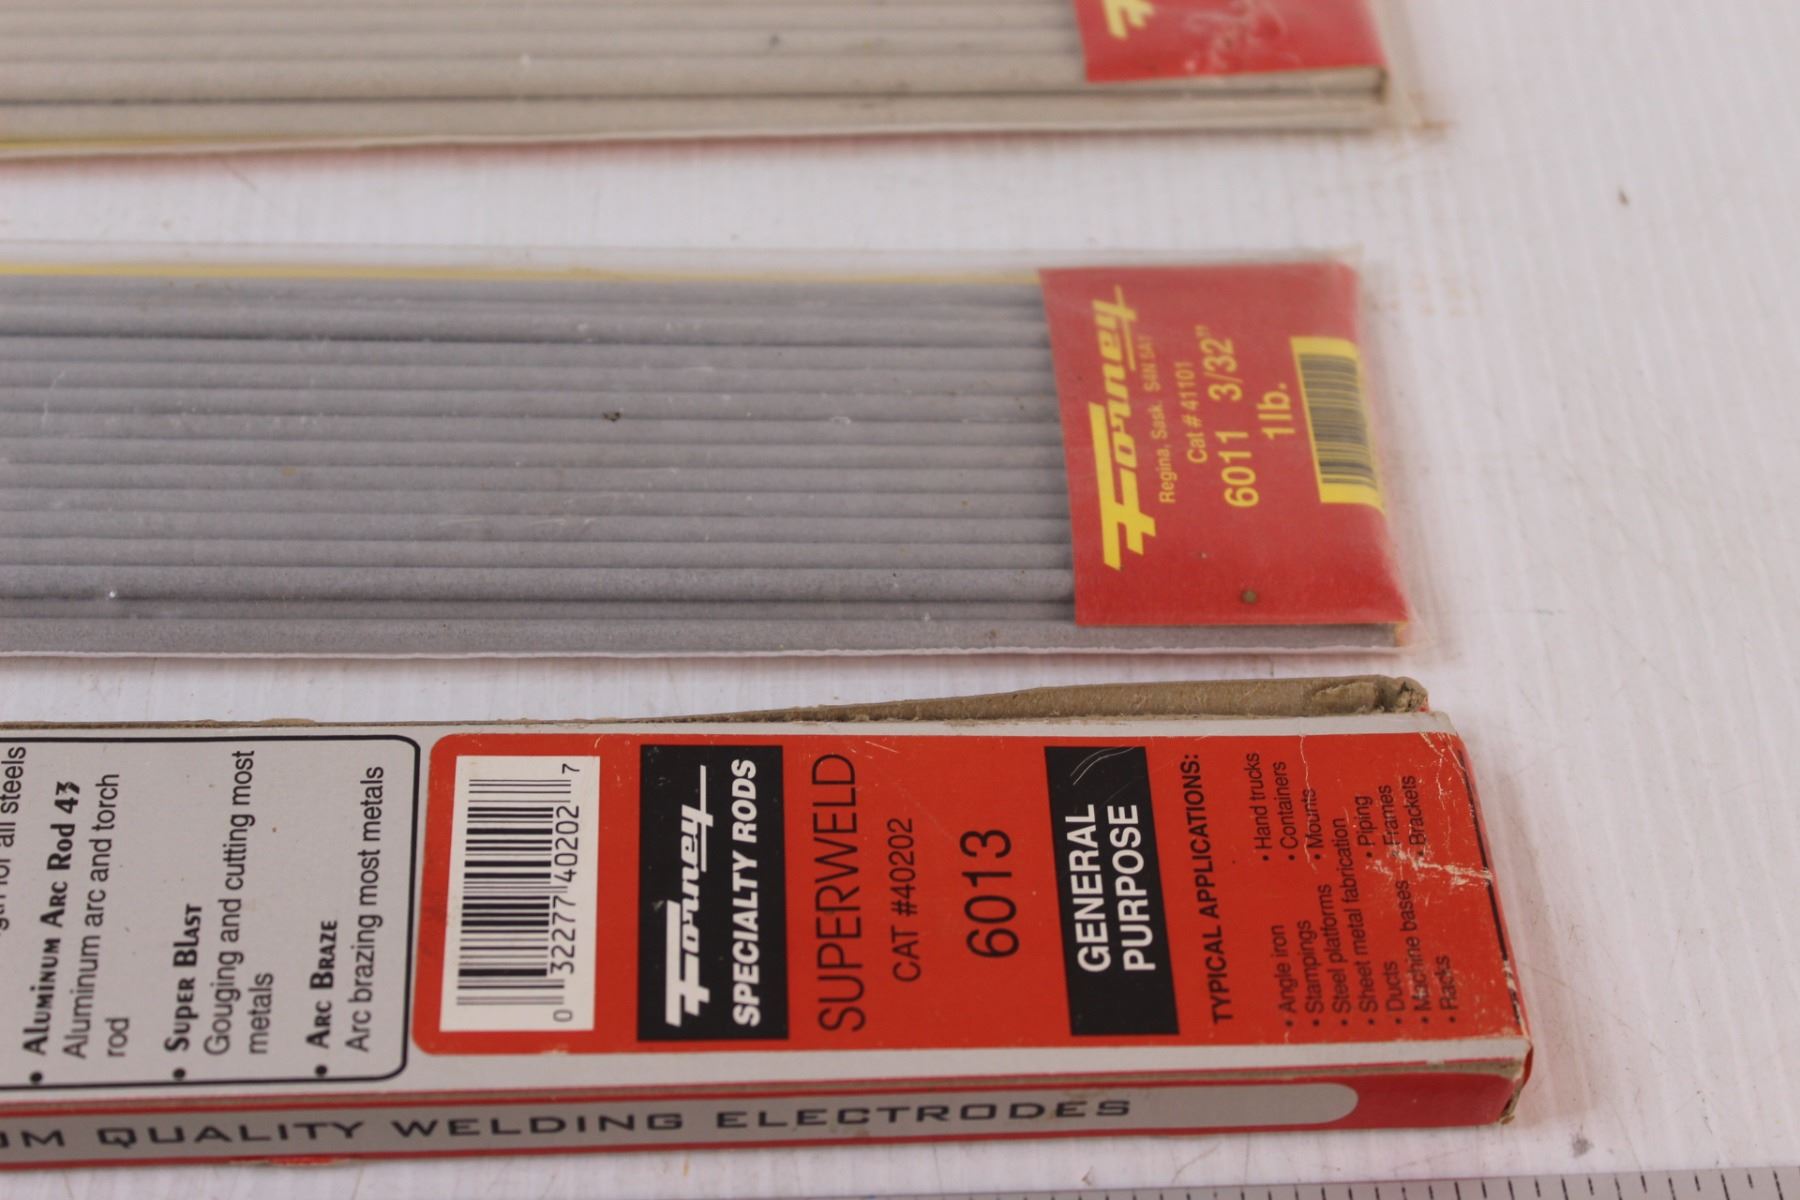 Forney
Regina, Sask. S4N 5A1
Cat # 41101
6011 3/32"
1lb.
all steels
• ALUMINUM ARC ROD 43
Aluminum arc and torch
rod
• SUPER BLAST
Gouging and cutting most
metals
• ARC BRAZE
Arc brazing most metals
0 32277 40202 7
Forney
SPECIALTY RODS
SUPERWELD
CAT #40202
6013
GENERAL
PURPOSE
TYPICAL APPLICATIONS:
• Angle iron
• Stampings
• Steel platforms
• Sheet metal fabrication
• Ducts
• Machine bases
• Racks
• Hand trucks
• Containers
• Mounts
• Piping
• Frames
• Brackets
QUALITY WELDING ELECTRODES